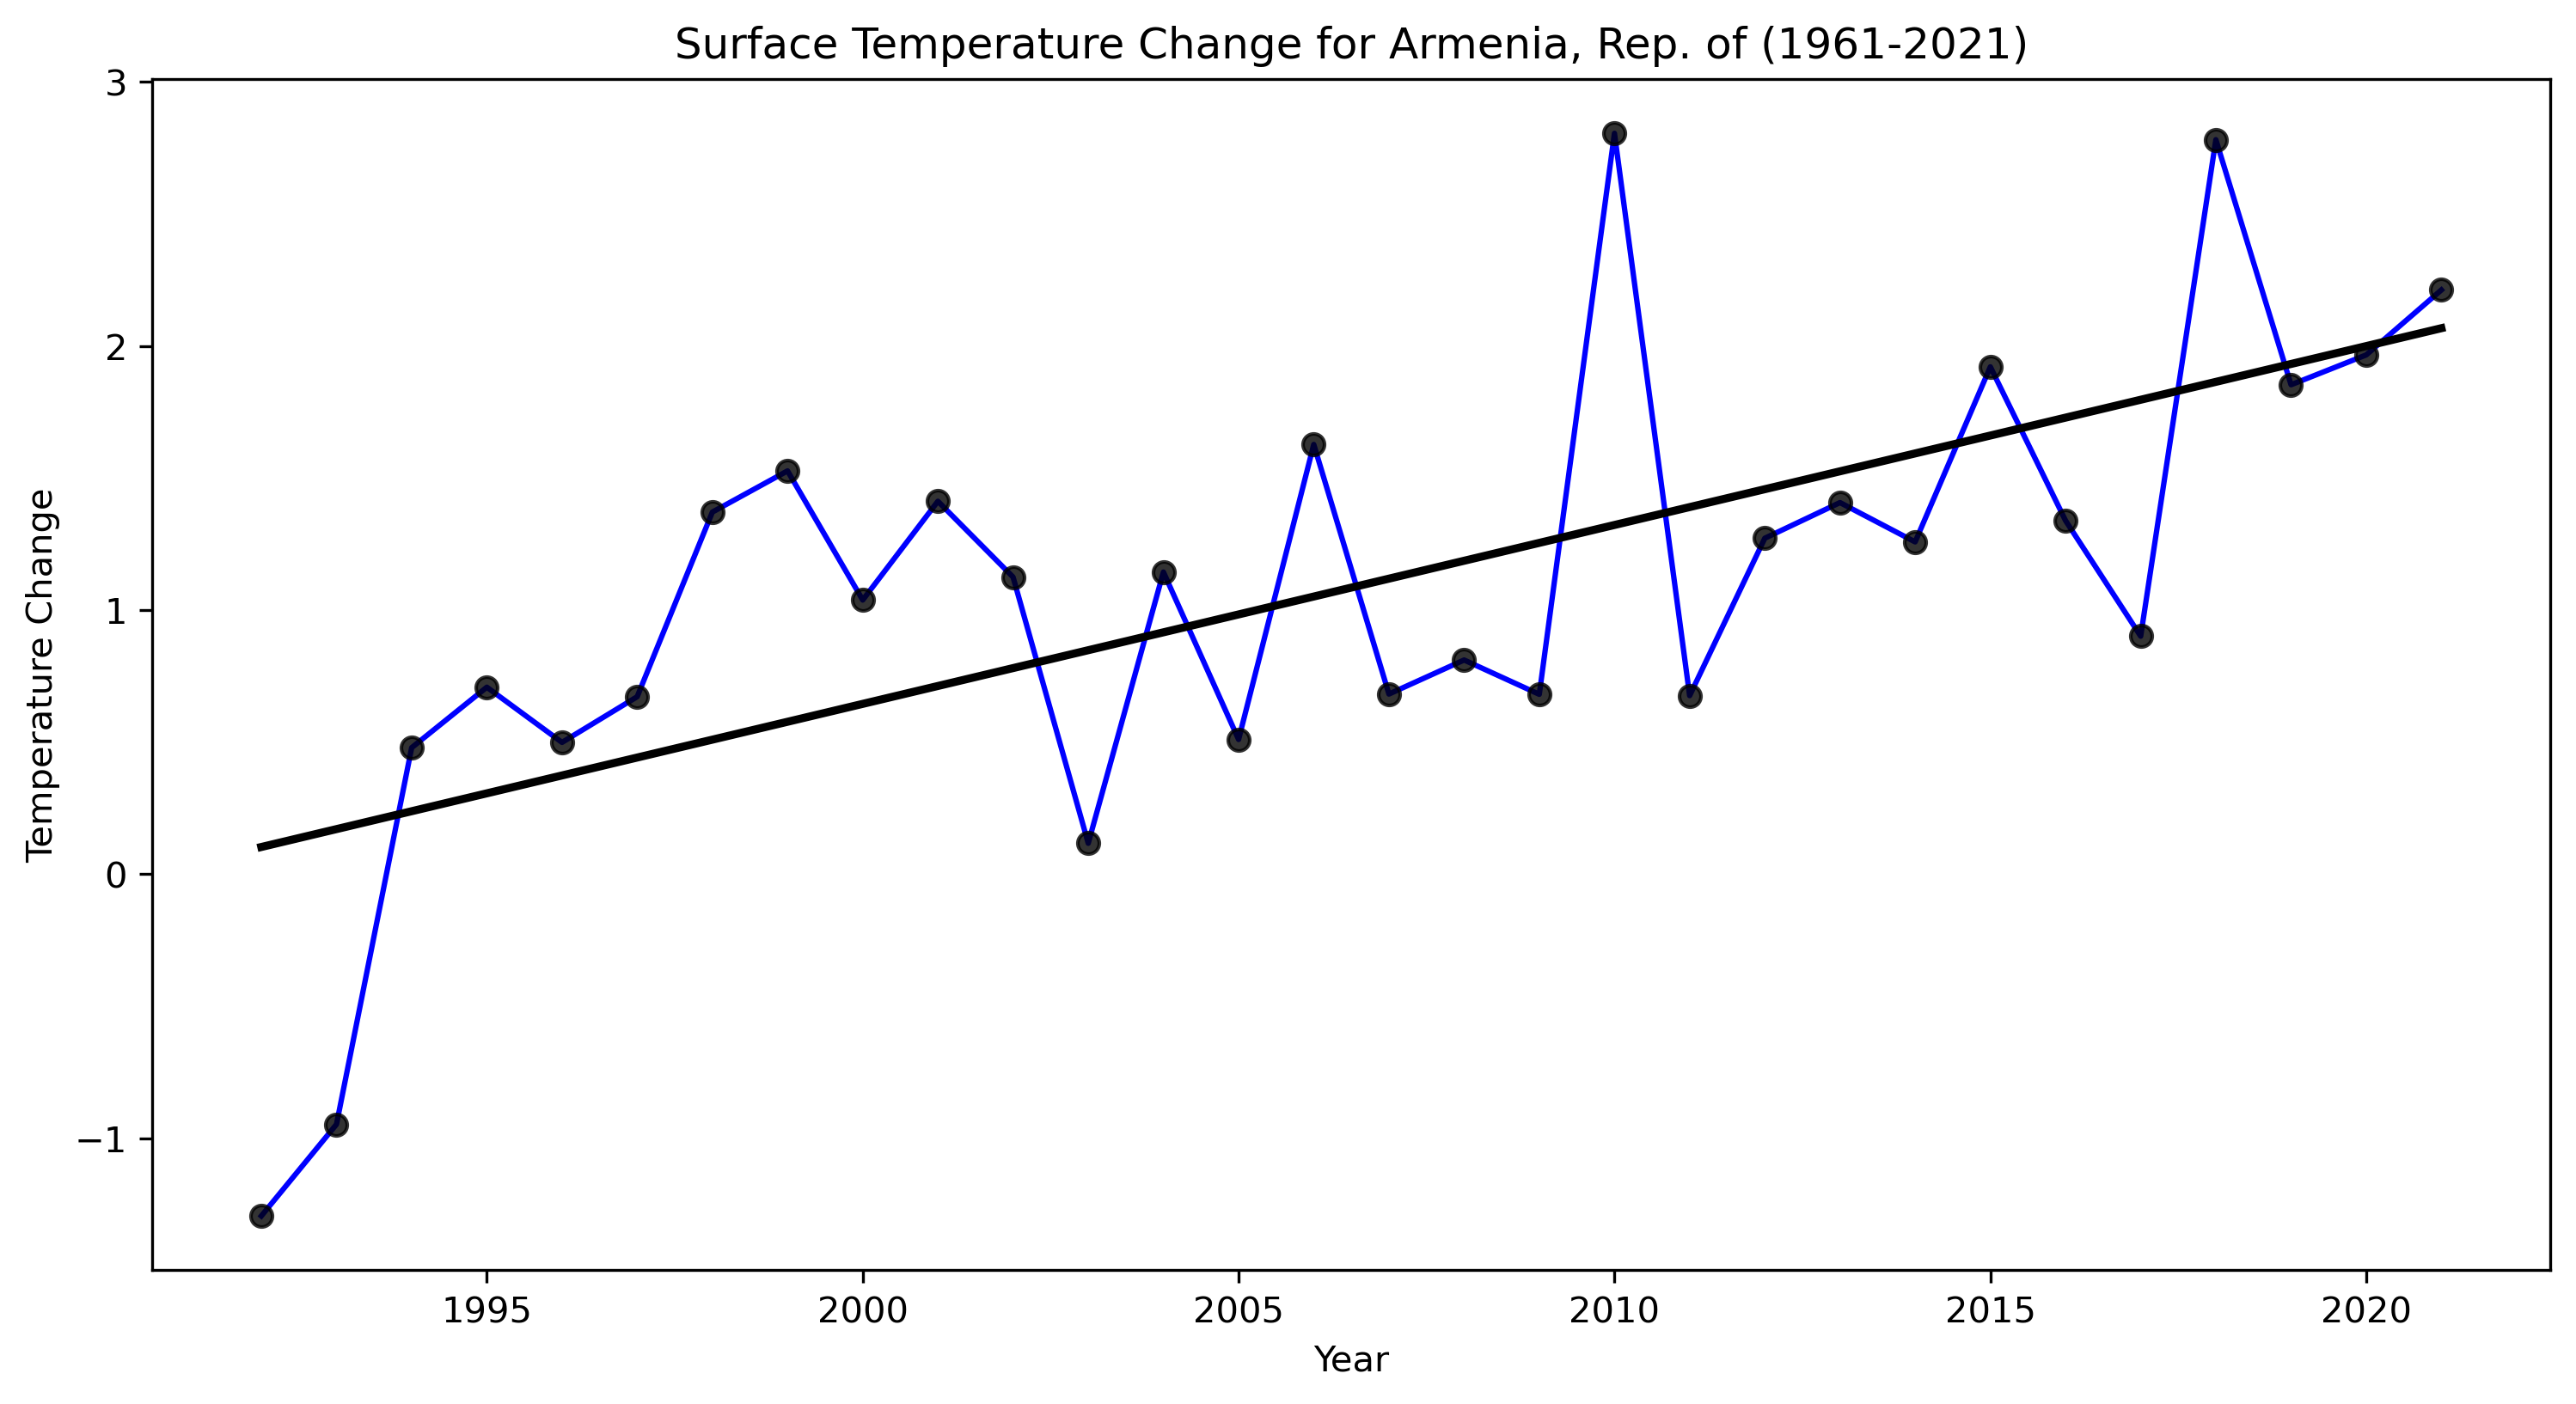 Surface Temperature Change for Armenia, Rep. of (1961-2021)
3
2
1
0
−1
Temperature Change
1995 2000 2005 2010 2015 2020
Year